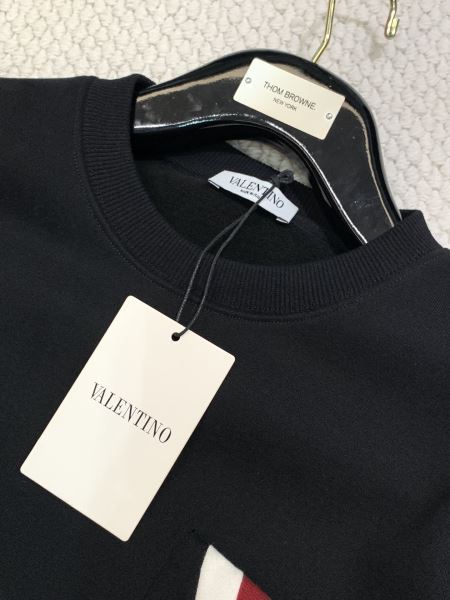 THOM BROWNE.
NEW YORK
VALENTINO
VALENTINO